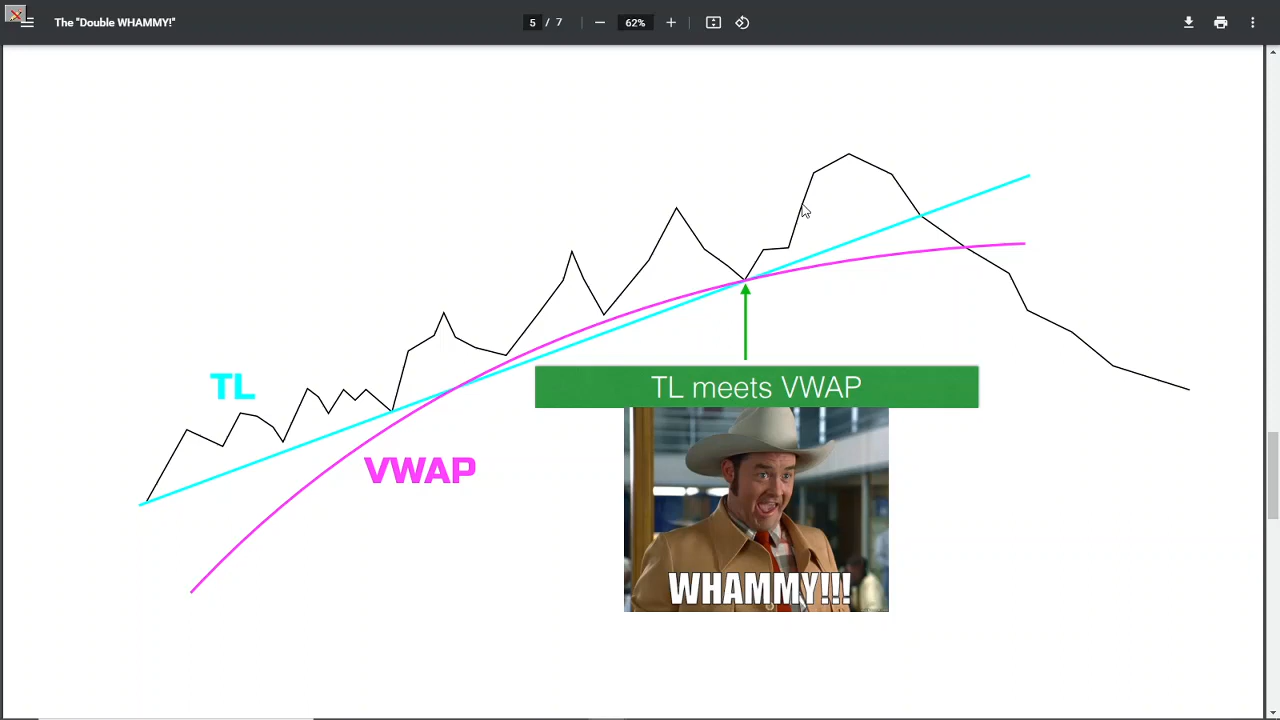 The "Double WHAMMY!"
5 / 7
62%
TL
TL meets VWAP
VWAP
WHAMMY!!!